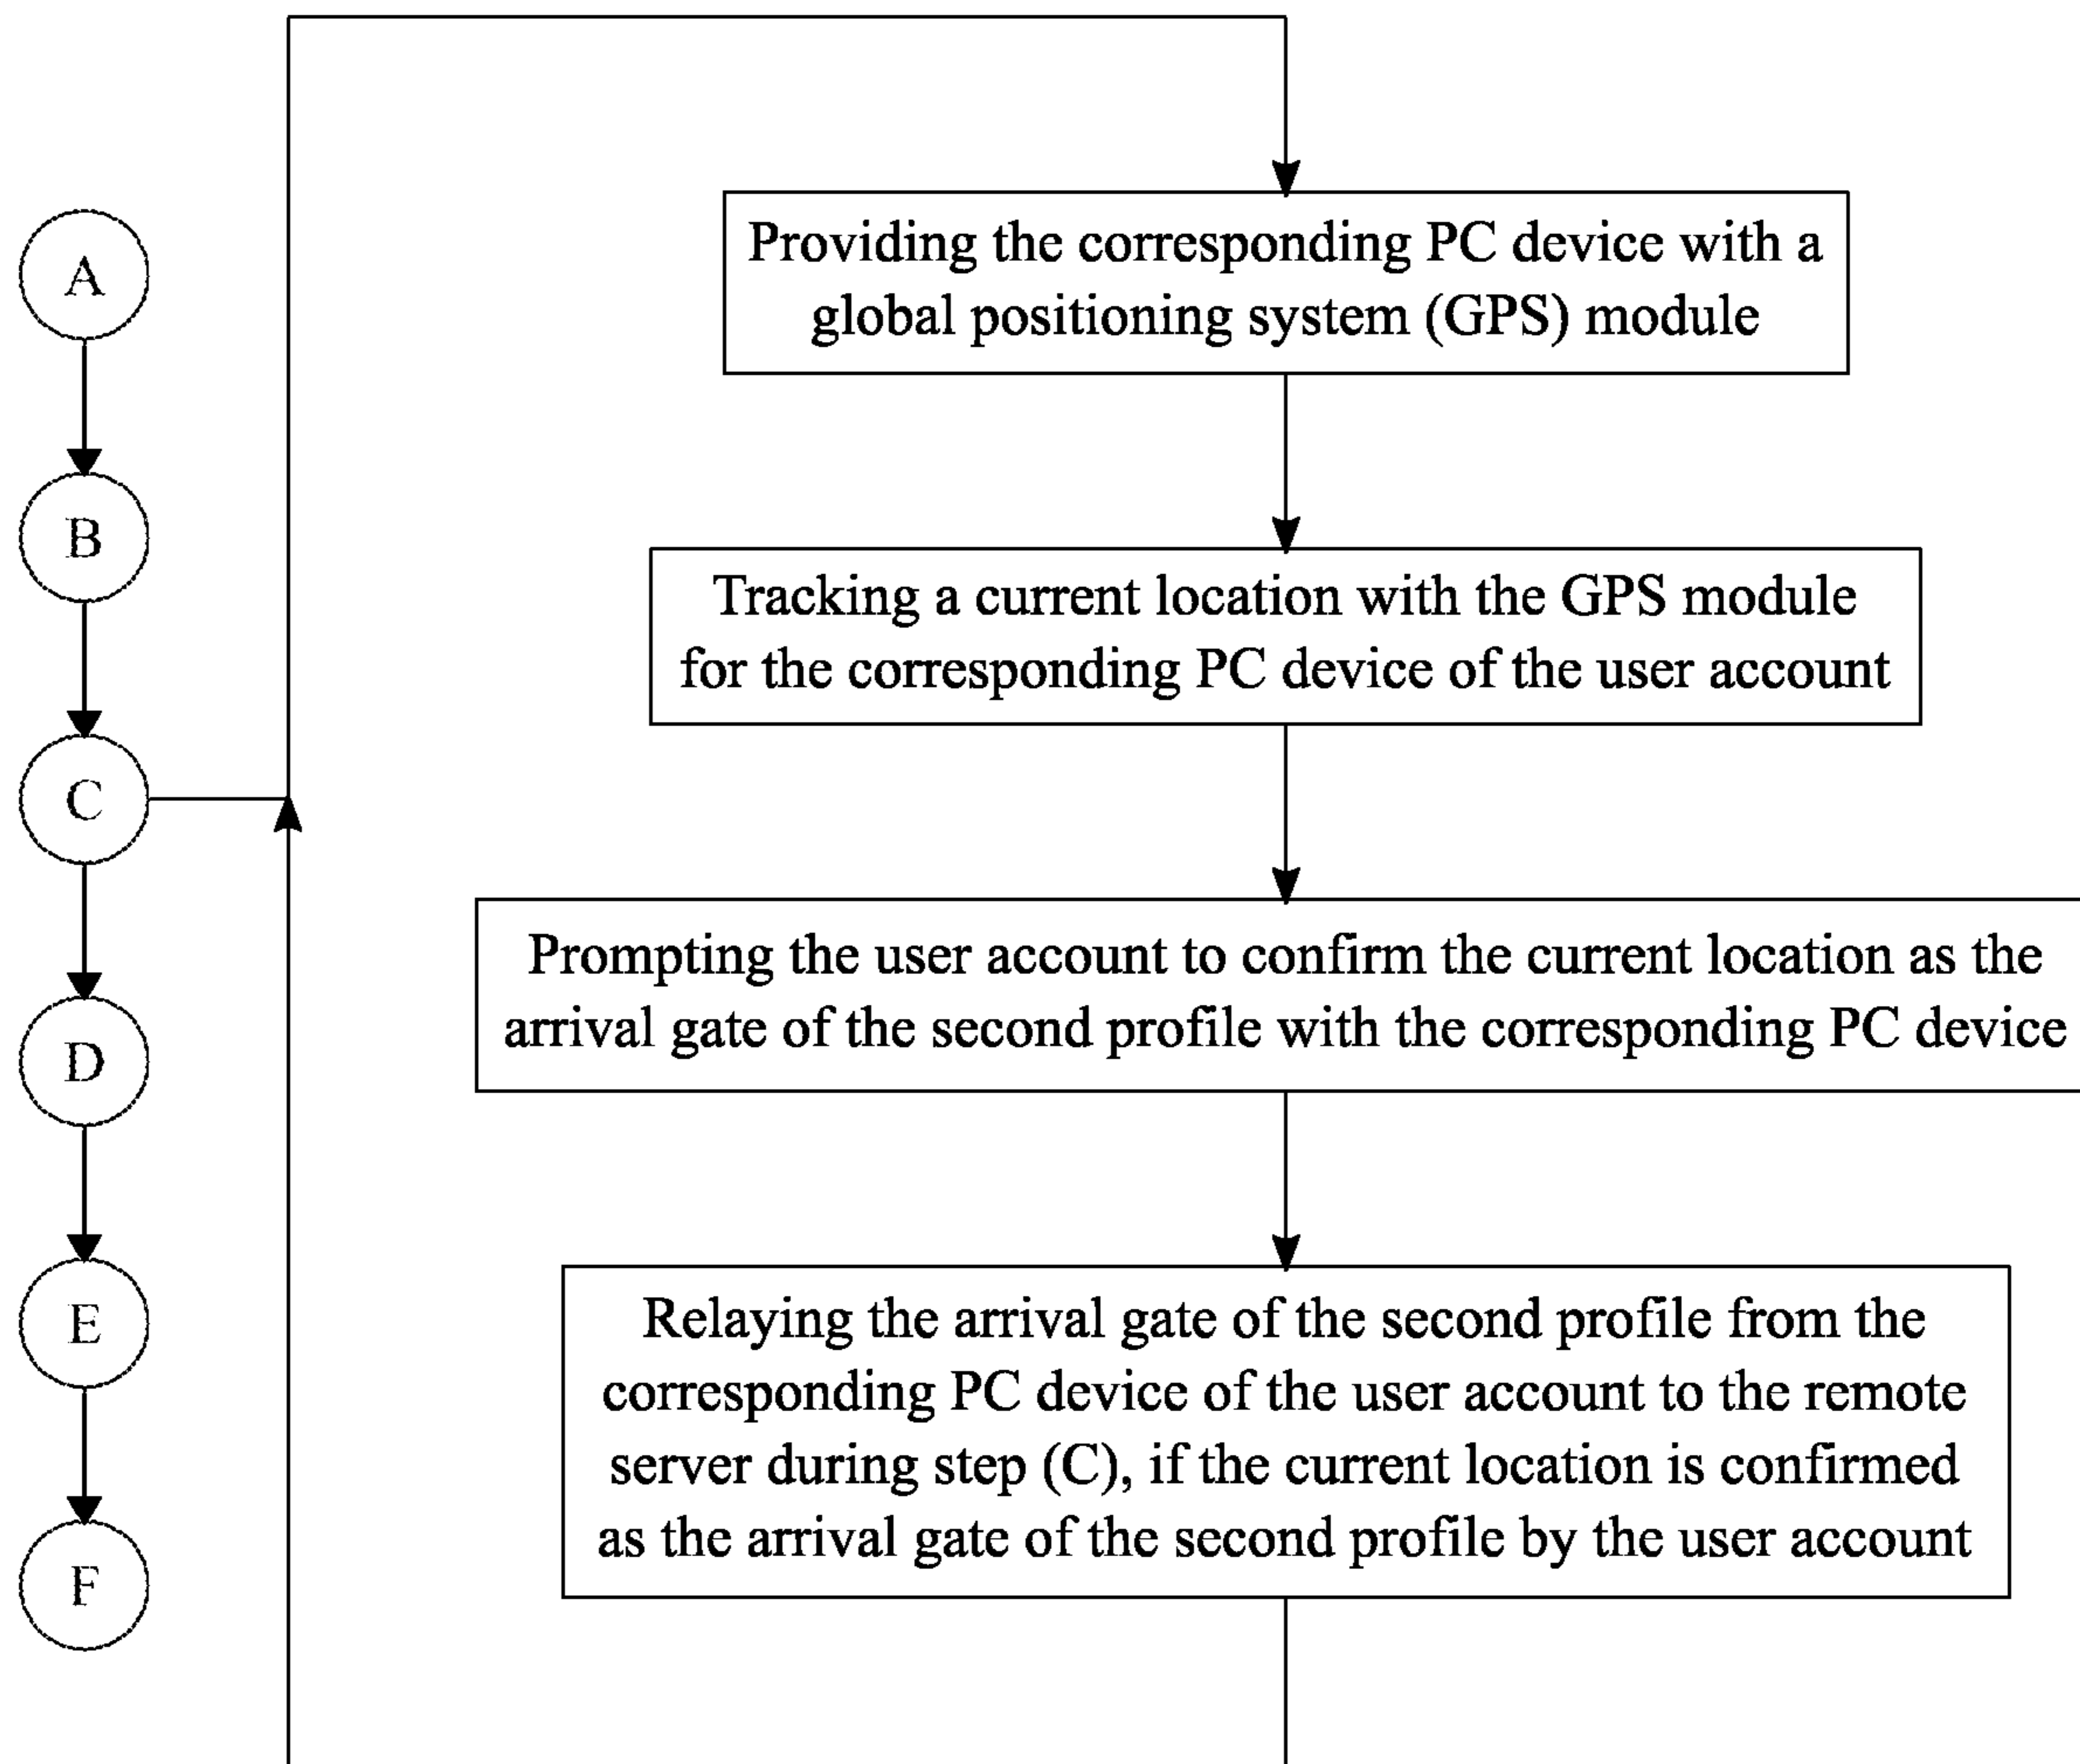 A
B
C
D
E
F
Providing the corresponding PC device with a
global positioning system (GPS) module
Tracking a current location with the GPS module
for the corresponding PC device of the user account
Prompting the user account to confirm the current location as the
arrival gate of the second profile with the corresponding PC device
Relaying the arrival gate of the second profile from the
corresponding PC device of the user account to the remote
server during step (C), if the current location is confirmed
as the arrival gate of the second profile by the user account